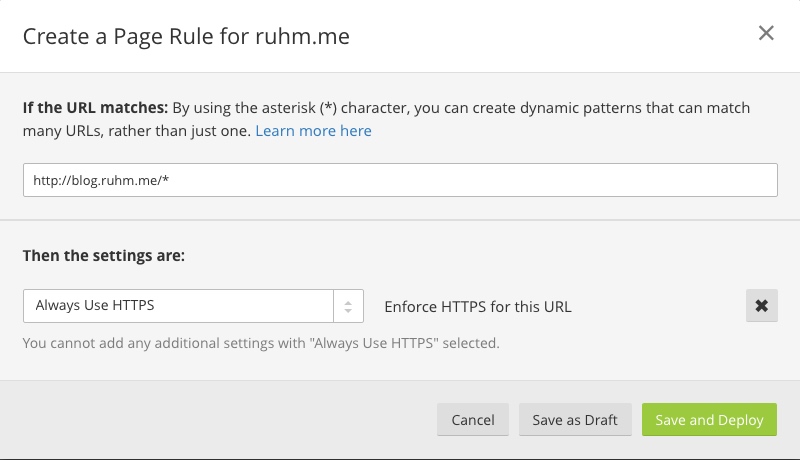 Create a Page Rule for ruhm.me
If the URL matches: By using the asterisk (*) character, you can create dynamic patterns that can match
many URLs, rather than just one. Learn more here
http://blog.ruhm.me/*
Then the settings are:
Always Use HTTPS Enforce HTTPS for this URL
You cannot add any additional settings with "Always Use HTTPS" selected.
Cancel Save as Draft Save and Deploy